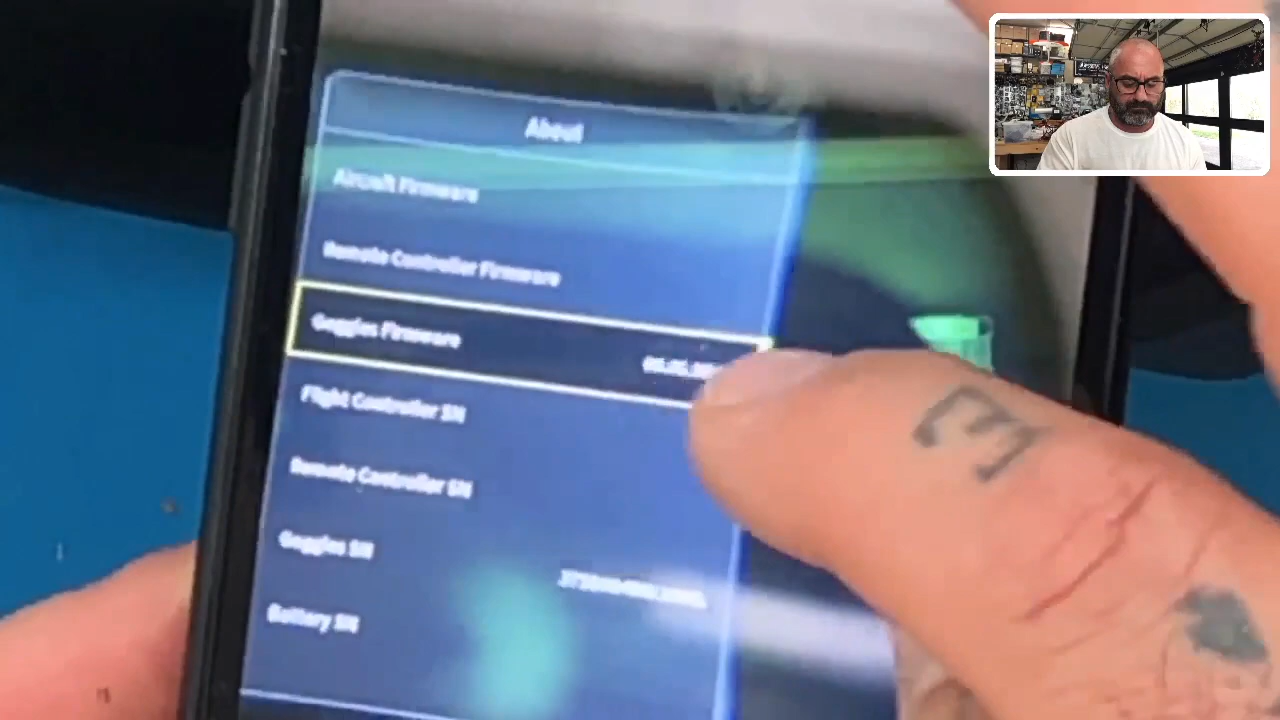 About
Aircraft Firmware
Remote Controller Firmware
Goggles Firmware
Flight Controller SN
Remote Controller SN
Goggles SN
Battery SN